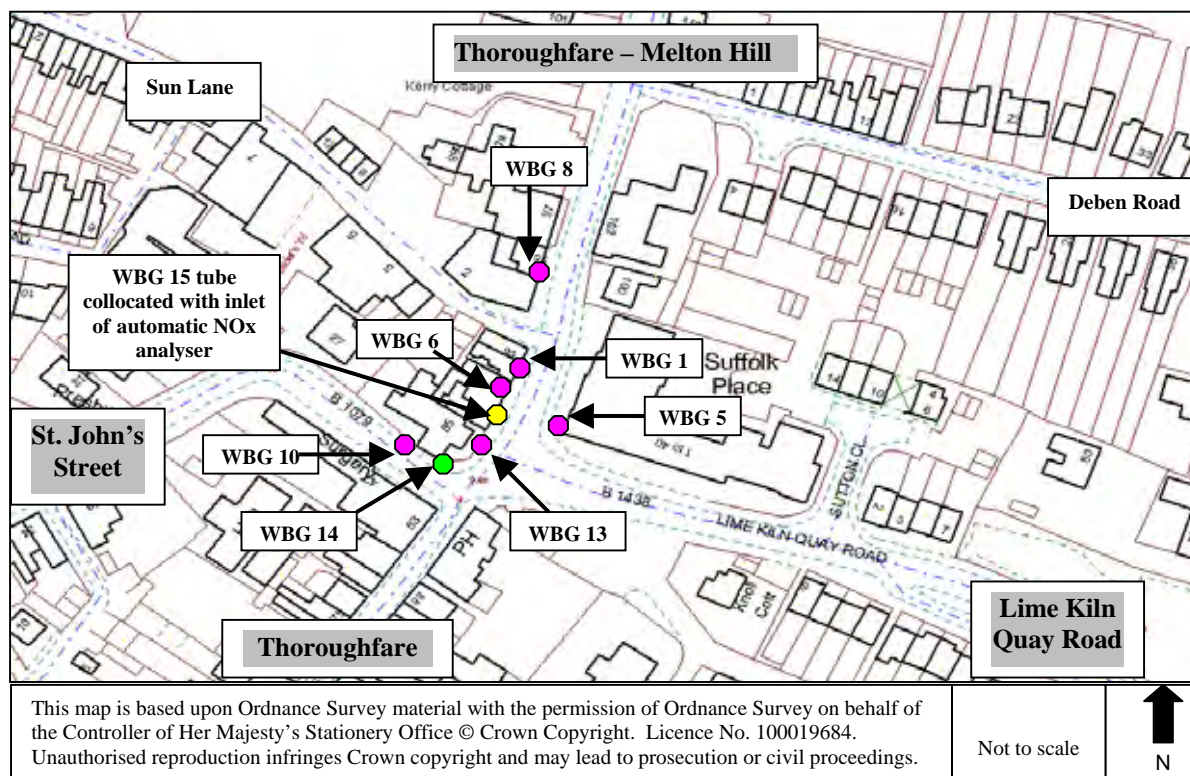 Thoroughfare – Melton Hill
Sun Lane
Kerry Cottage
WBG 8
Deben Road
WBG 15 tube
collocated with inlet
of automatic NOx
analyser
WBG 6
WBG 1
Suffolk
Place
WBG 5
St. John's
Street
B 1079
WBG 10
WBG 14
WBG 13
B 1438
LIME KILN QUAY ROAD
SUTTON CL
PH
Thoroughfare
Lime Kiln
Quay Road
This map is based upon Ordnance Survey material with the permission of Ordnance Survey on behalf of
the Controller of Her Majesty's Stationery Office © Crown Copyright. Licence No. 100019684.
Unauthorised reproduction infringes Crown copyright and may lead to prosecution or civil proceedings.
Not to scale
N